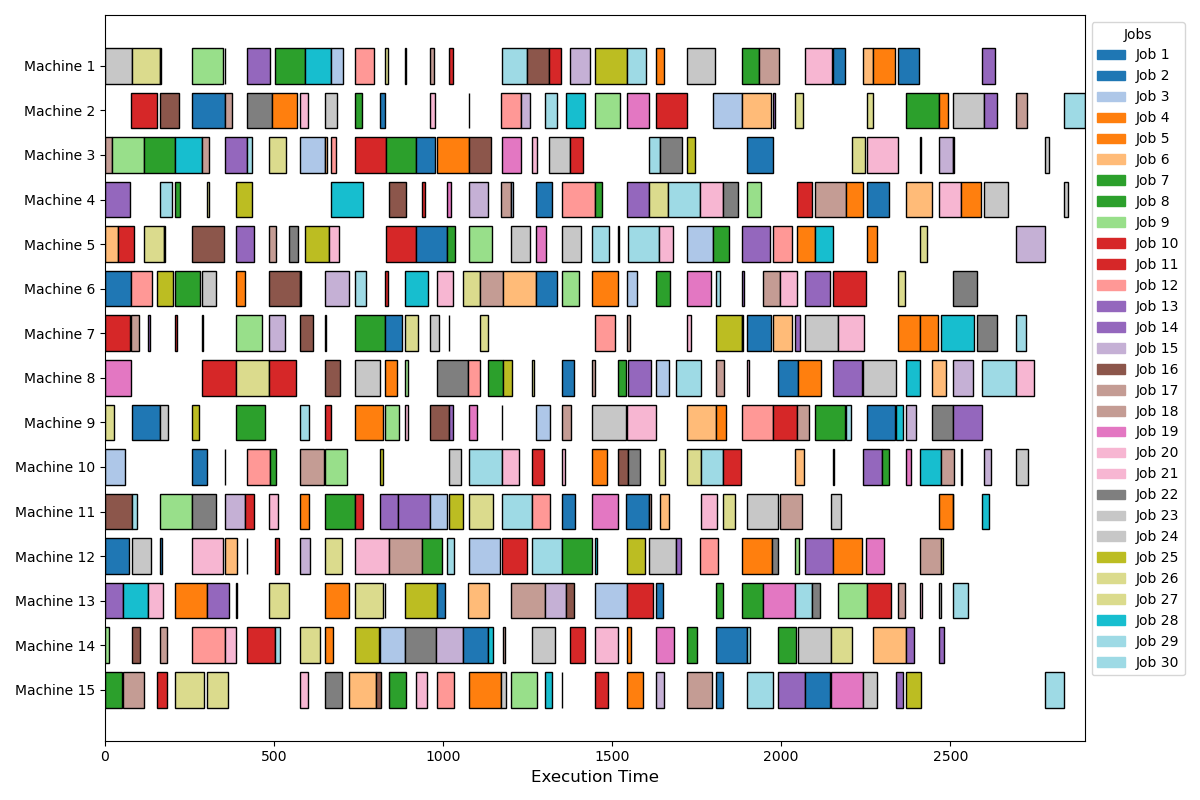 Machine 1
Machine 2
Machine 3
Machine 4
Machine 5
Machine 6
Machine 7
Machine 8
Machine 9
Machine 10
Machine 11
Machine 12
Machine 13
Machine 14
Machine 15
0 500 1000 1500 2000 2500
Execution Time
Jobs
Job 1
Job 2
Job 3
Job 4
Job 5
Job 6
Job 7
Job 8
Job 9
Job 10
Job 11
Job 12
Job 13
Job 14
Job 15
Job 16
Job 17
Job 18
Job 19
Job 20
Job 21
Job 22
Job 23
Job 24
Job 25
Job 26
Job 27
Job 28
Job 29
Job 30